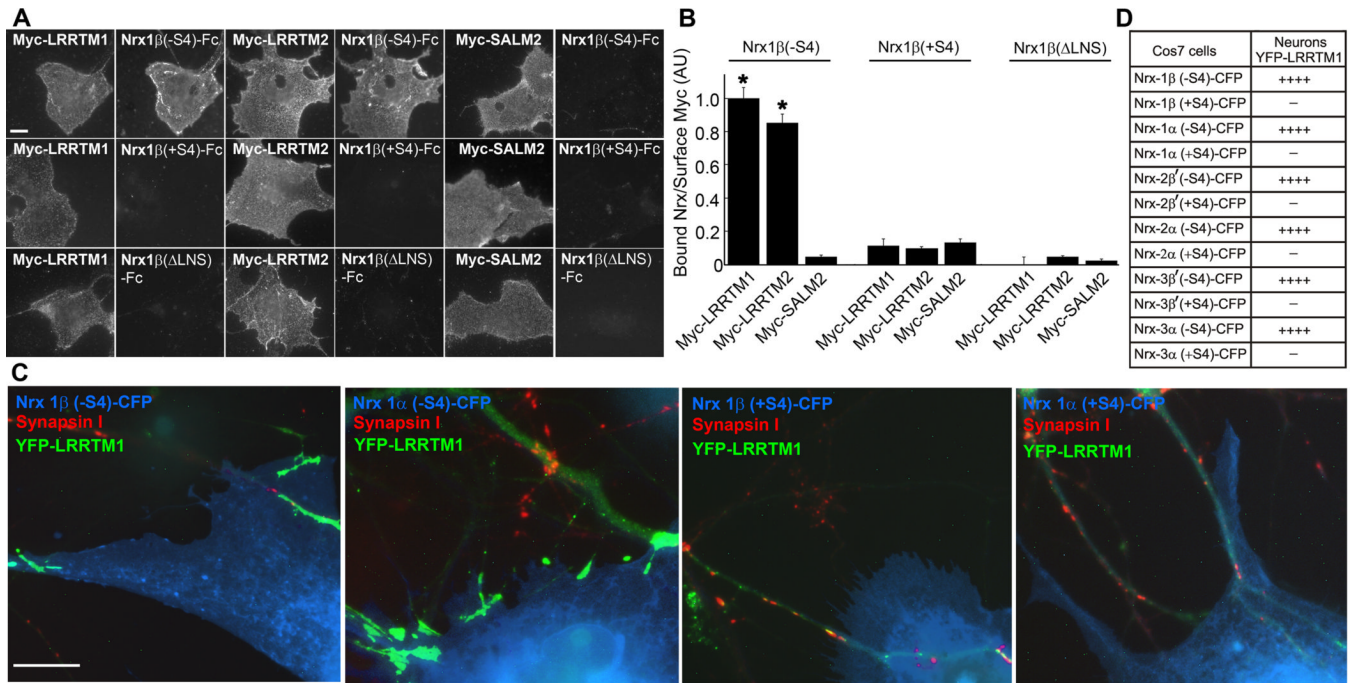 A
Myc-LRRTM1 Nrx1β(-S4)-Fc Myc-LRRTM2 Nrx1β(-S4)-Fc Myc-SALM2 Nrx1β(-S4)-Fc
Myc-LRRTM1 Nrx1β(+S4)-Fc Myc-LRRTM2 Nrx1β(+S4)-Fc Myc-SALM2 Nrx1β(+S4)-Fc
Myc-LRRTM1 Nrx1β(ΔLNS) Myc-LRRTM2 Nrx1β(ΔLNS) Myc-SALM2 Nrx1β(ΔLNS)
-Fc -Fc -Fc
B
Nrx1β(-S4) Nrx1β(+S4) Nrx1β(ΔLNS)
Bound Nrx/Surface Myc (AU)
* *
1.0
0.8
0.6
0.4
0.2
0
Myc-LRRTM1 Myc-LRRTM2 Myc-SALM2 Myc-LRRTM1 Myc-LRRTM2 Myc-SALM2 Myc-LRRTM1 Myc-LRRTM2 Myc-SALM2
D
Cos7 cells Neurons
YFP-LRRTM1
Nrx-1β (-S4)-CFP ++++
Nrx-1β (+S4)-CFP –
Nrx-1α (-S4)-CFP ++++
Nrx-1α (+S4)-CFP –
Nrx-2β′(-S4)-CFP ++++
Nrx-2β′(+S4)-CFP –
Nrx-2α (-S4)-CFP ++++
Nrx-2α (+S4)-CFP –
Nrx-3β′(-S4)-CFP ++++
Nrx-3β′(+S4)-CFP –
Nrx-3α (-S4)-CFP ++++
Nrx-3α (+S4)-CFP –
C
Nrx 1β (-S4)-CFP
Synapsin I
YFP-LRRTM1
Nrx 1α (-S4)-CFP
Synapsin I
YFP-LRRTM1
Nrx 1β (+S4)-CFP
Synapsin I
YFP-LRRTM1
Nrx 1α (+S4)-CFP
Synapsin I
YFP-LRRTM1